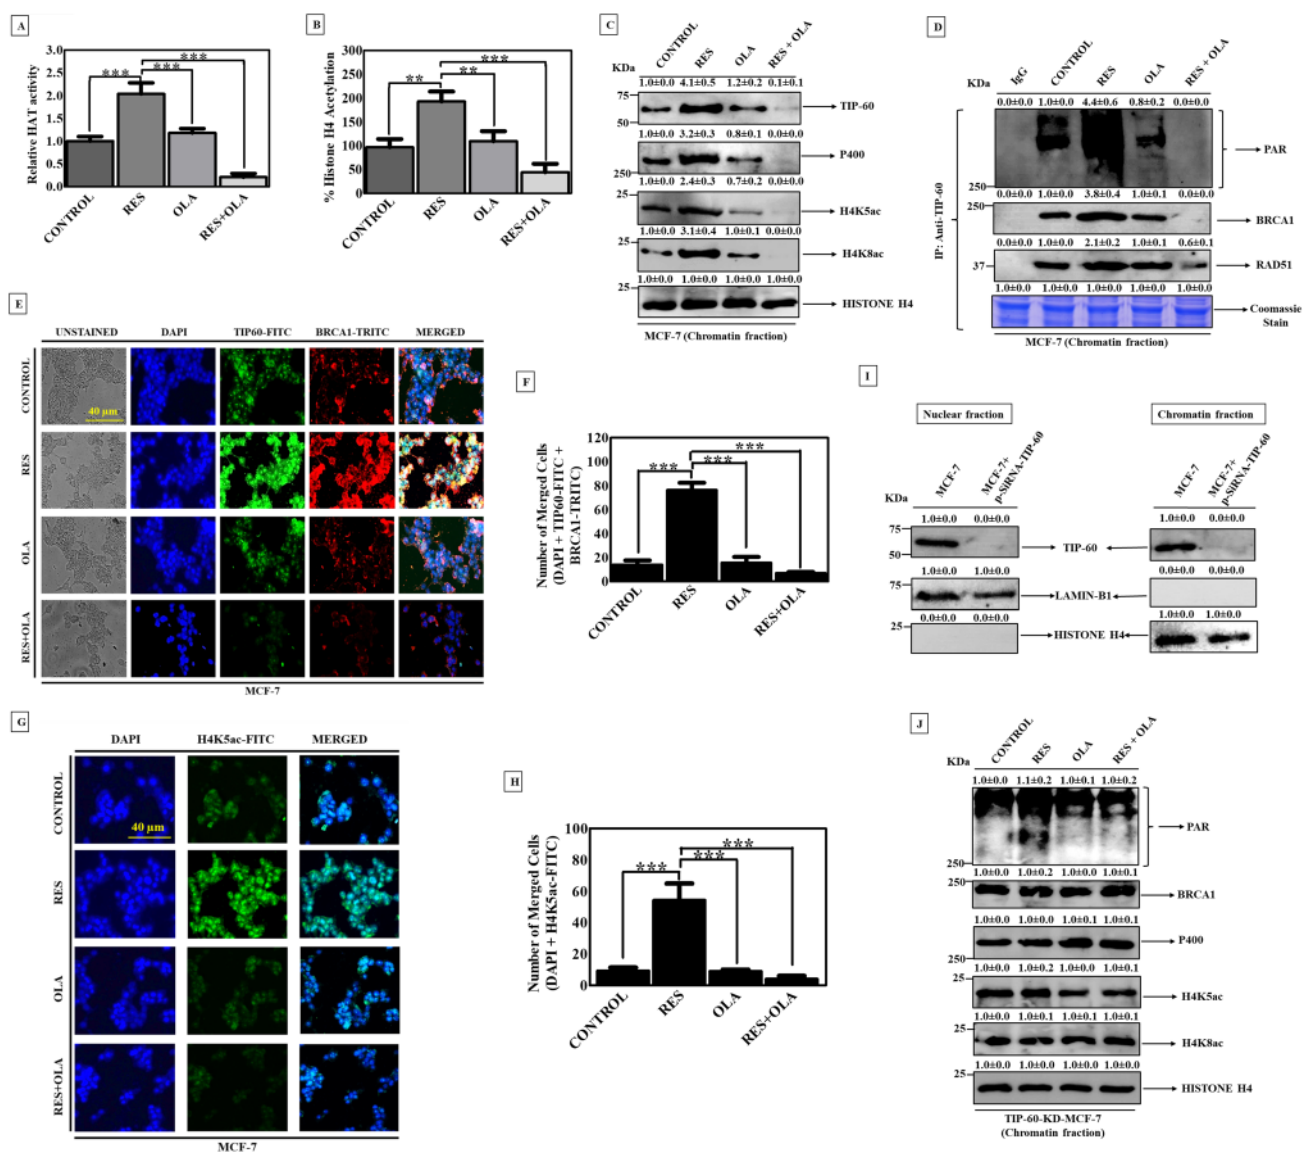 A
Relative HAT activity
2.5
2.0
1.5
1.0
0.5
0.0
***
***
***
CONTROL
RES
OLA
RES+OLA
B
% Histone H4 Acetylation
300
250
200
150
100
50
0
***
**
**
CONTROL
RES
OLA
RES+OLA
C
CONTROL
RES
OLA
RES + OLA
KDa
1.0±0.0 4.1±0.5 1.2±0.2 0.1±0.1
75
50
TIP-60
1.0±0.0 3.2±0.3 0.8±0.1 0.0±0.0
P400
250
1.0±0.0 2.4±0.3 0.7±0.2 0.0±0.0
25
H4K5ac
1.0±0.0 3.1±0.4 1.0±0.1 0.0±0.0
25
H4K8ac
1.0±0.0 1.0±0.0 1.0±0.0 1.0±0.0
25
HISTONE H4
MCF-7 (Chromatin fraction)
D
IgG
CONTROL
RES
OLA
RES + OLA
KDa
0.0±0.0 1.0±0.0 4.4±0.6 0.8±0.2 0.0±0.0
PAR
250
IP: Anti-TIP-60
0.0±0.0 1.0±0.0 3.8±0.4 1.0±0.1 0.0±0.0
250
BRCA1
0.0±0.0 1.0±0.0 2.1±0.2 1.0±0.1 0.6±0.1
37
RAD51
1.0±0.0 1.0±0.0 1.0±0.0 1.0±0.0 1.0±0.0
Coomassie
Stain
MCF-7 (Chromatin fraction)
E
UNSTAINED DAPI TIP60-FITC BRCA1-TRITC MERGED
CONTROL
40 µm
RES
OLA
RES+OLA
MCF-7
F
Number of Merged Cells
(DAPI + TIP60-FITC +
BRCA1-TRITC)
120
100
80
60
40
20
0
***
***
***
CONTROL
RES
OLA
RES+OLA
I
Nuclear fraction
Chromatin fraction
MCF-7
MCF-7+
p-SiRNA-TIP-60
MCF-7
MCF-7+
p-SiRNA-TIP-60
KDa
1.0±0.0 0.0±0.0
1.0±0.0 0.0±0.0
75
50
TIP-60
1.0±0.0 1.0±0.0
0.0±0.0 0.0±0.0
75
LAMIN-B1
0.0±0.0 0.0±0.0
1.0±0.0 1.0±0.0
25
HISTONE H4
G
DAPI H4K5ac-FITC MERGED
CONTROL
40 µm
RES
OLA
RES+OLA
MCF-7
H
Number of Merged Cells
(DAPI + H4K5ac-FITC)
100
80
60
40
20
0
***
***
***
CONTROL
RES
OLA
RES+OLA
J
CONTROL
RES
OLA
RES + OLA
KDa
1.0±0.0 1.1±0.2 1.0±0.1 1.0±0.2
PAR
250
1.0±0.0 1.0±0.2 1.0±0.0 1.0±0.1
250
BRCA1
1.0±0.0 1.0±0.0 1.0±0.1 1.0±0.1
P400
250
1.0±0.0 1.0±0.2 1.0±0.0 1.0±0.1
25
H4K5ac
1.0±0.0 1.0±0.1 1.0±0.1 1.0±0.1
25
H4K8ac
1.0±0.0 1.0±0.1 1.0±0.1 1.0±0.1
25
HISTONE H4
TIP-60-KD-MCF-7
(Chromatin fraction)